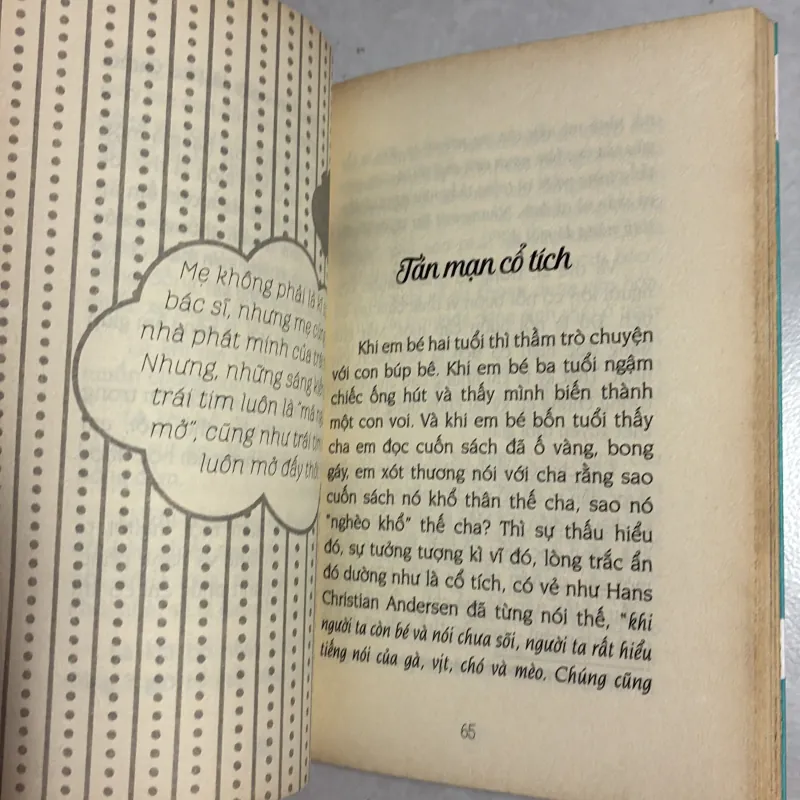 Mẹ không phải là
bác sĩ, nhưng mẹ
nhà phát minh của
Nhưng, những sáng
trái tim luôn là "mã
mở", cũng như trái
luôn mở đấy
Tản mạn cổ tích
Khi em bé hai tuổi thì thầm trò chuyện
với con búp bê. Khi em bé ba tuổi ngậm
chiếc ống hút và thấy mình biến thành
một con voi. Và khi em bé bốn tuổi thấy
cha em đọc cuốn sách đã ố vàng, bong
gáy, em xót thương nói với cha rằng sao
cuốn sách nó khổ thân thế cha, sao nó
"nghèo khổ" thế cha? Thì sự thấu hiểu
đó, sự tưởng tượng kì vĩ đó, lòng trắc ẩn
đó dường như là cổ tích, có vẻ như Hans
Christian Andersen đã từng nói thế, "khi
người ta còn bé và nói chưa sõi, người ta rất hiểu
tiếng nói của gà, vịt, chó và mèo. Chúng cũng
65